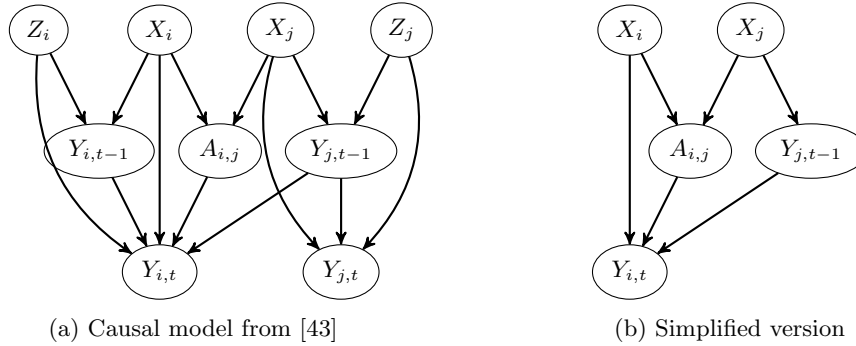 Z_i X_i X_j Z_j X_i X_j
Y_{i,t−1} A_{i,j} Y_{j,t−1} A_{i,j} Y_{j,t−1}
Y_{i,t} Y_{j,t} Y_{i,t}
(a) Causal model from [43] (b) Simplified version